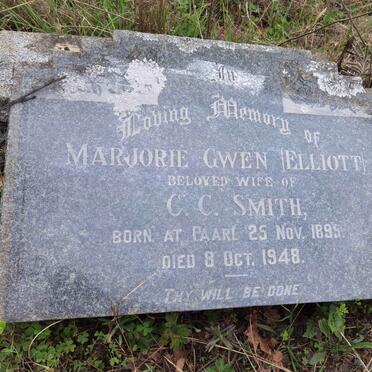 In
Loving Memory
of
MARJORIE GWEN (ELLIOTT)
BELOVED WIFE OF
C. C. SMITH,
BORN AT PAARL 25 NOV. 1895.
DIED 8 OCT. 1948.
THY WILL BE DONE